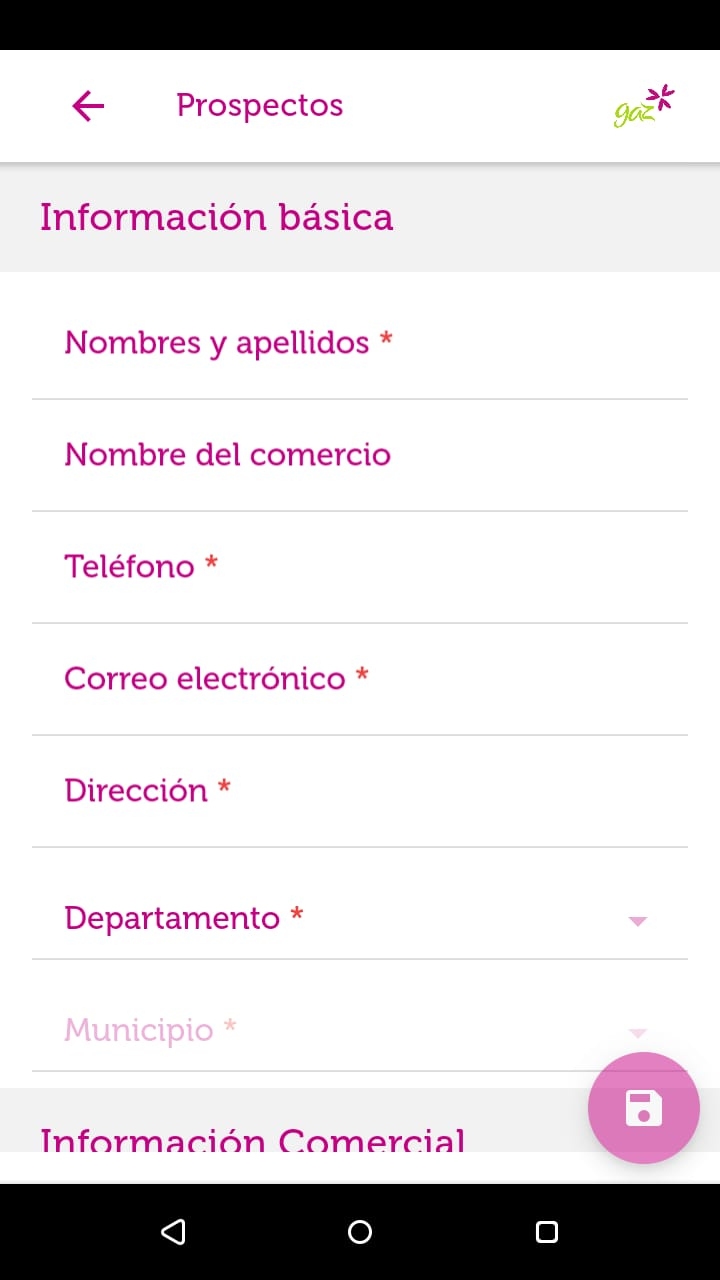 Prospectos
gaz
Información básica
Nombres y apellidos *
Nombre del comercio
Teléfono *
Correo electrónico *
Dirección *
Departamento *
Municipio *
Información Comercial